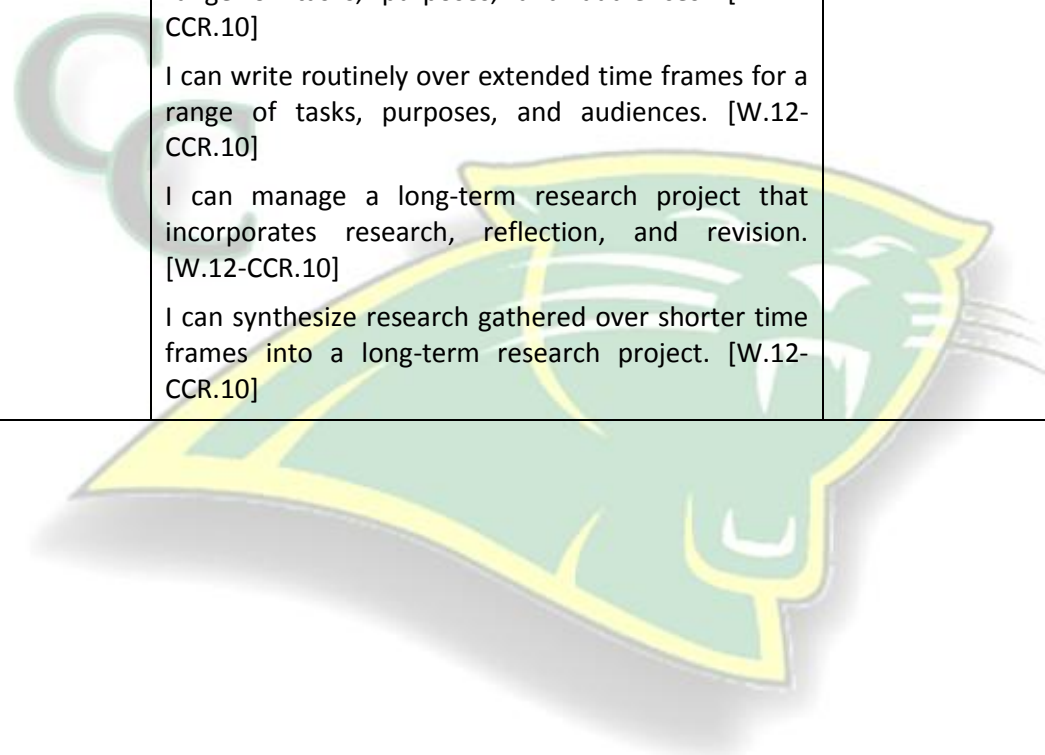 CCR.10]
I can write routinely over extended time frames for a
range of tasks, purposes, and audiences. [W.12-
CCR.10]
I can manage a long-term research project that
incorporates research, reflection, and revision.
[W.12-CCR.10]
I can synthesize research gathered over shorter time
frames into a long-term research project. [W.12-
CCR.10]
CC